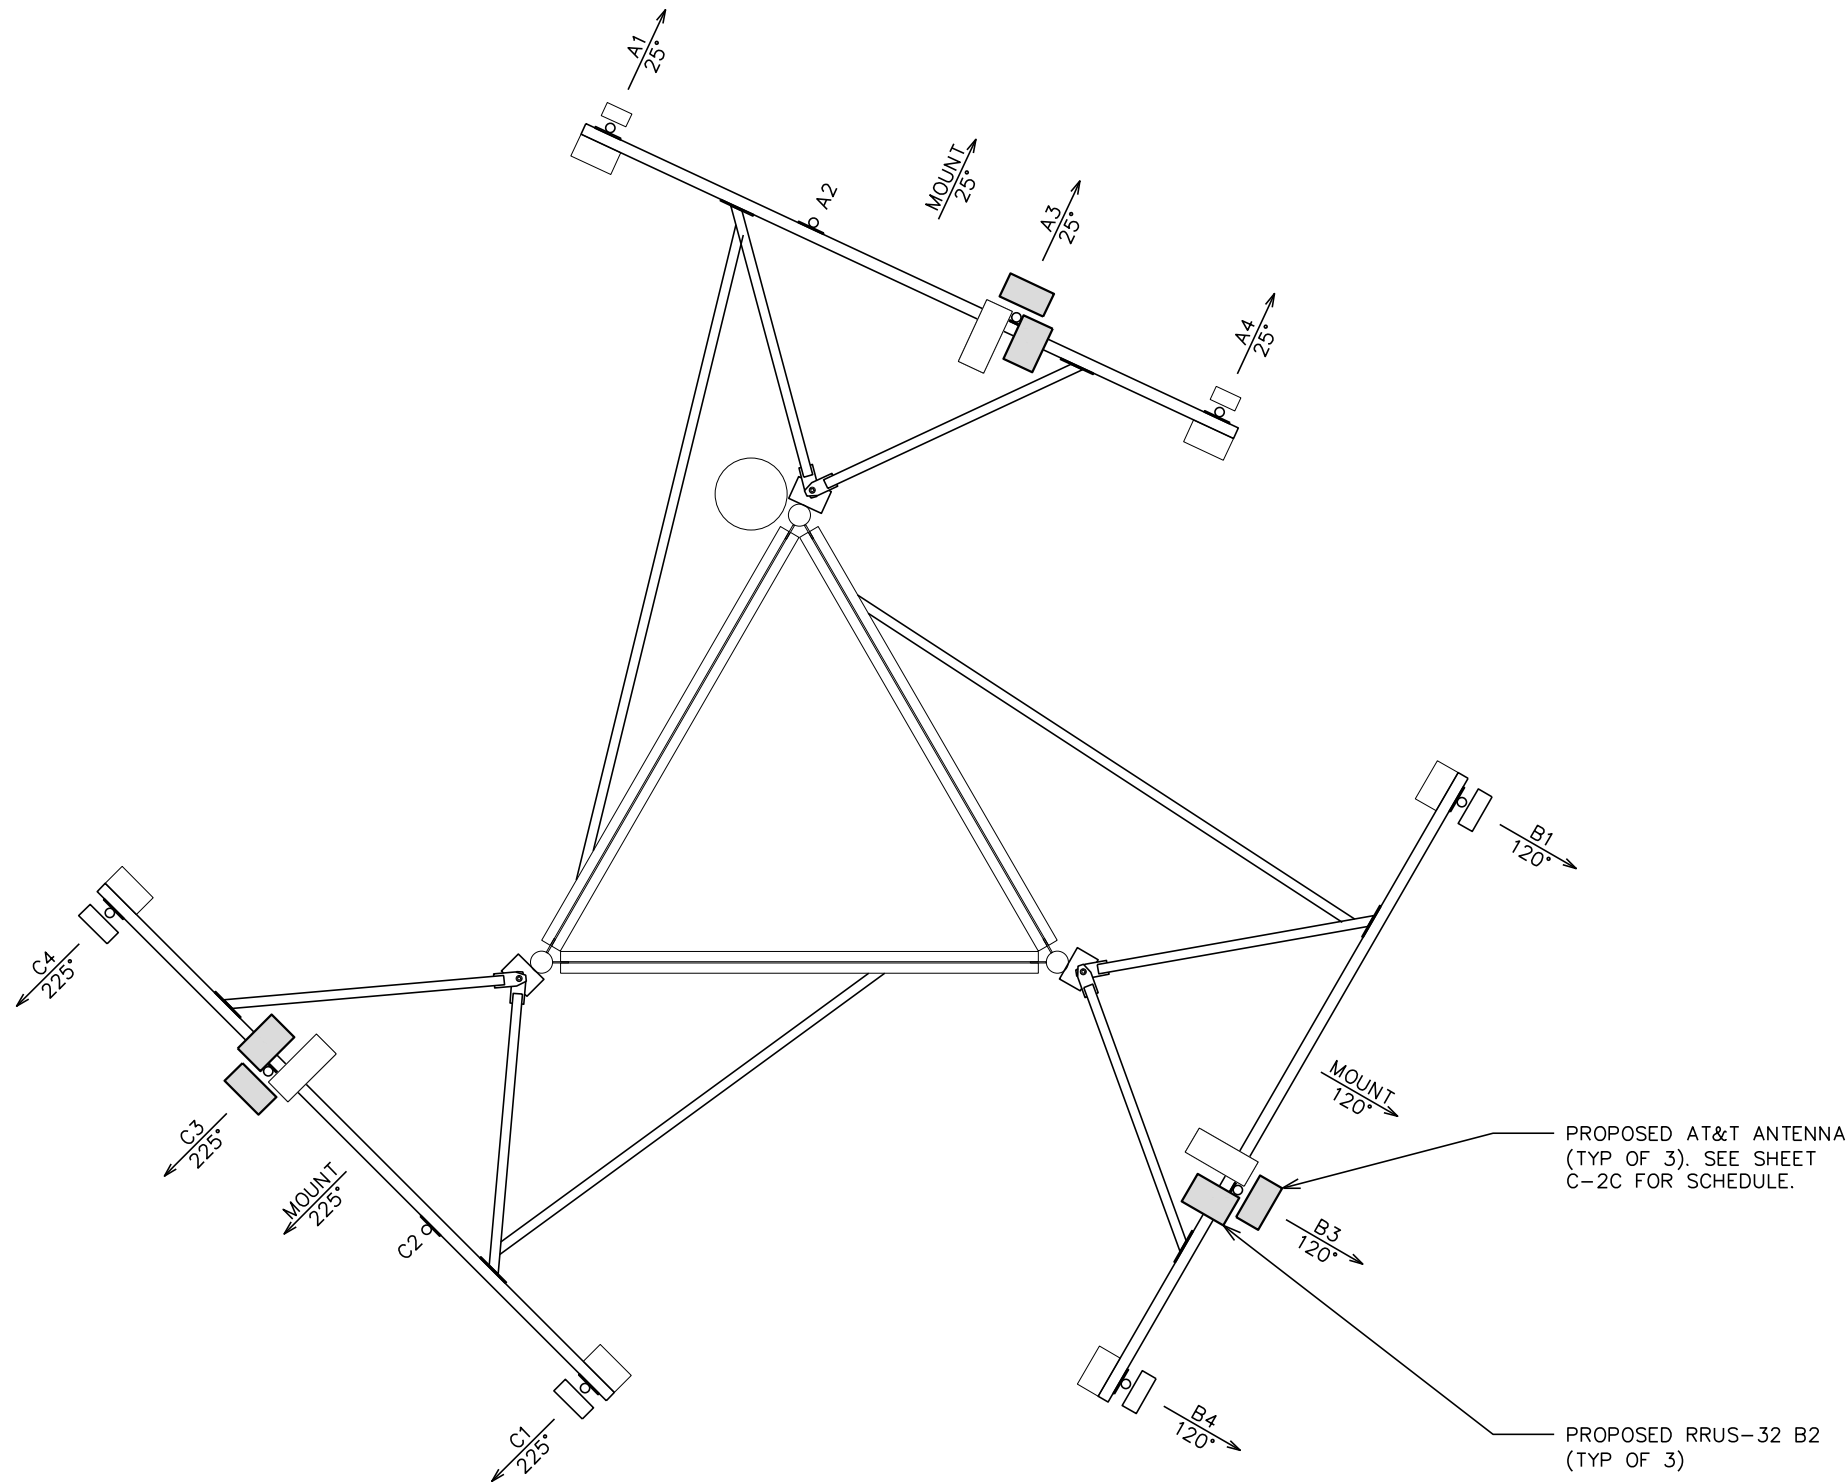 A1
25°
A2
MOUNT
25°
A3
25°
A4
25°
B1
120°
MOUNT
120°
C4
225°
C3
225°
MOUNT
225°
C2
C1
225°
B3
120°
B4
120°
PROPOSED AT&T ANTENNA
(TYP OF 3). SEE SHEET
C-2C FOR SCHEDULE.
PROPOSED RRUS-32 B2
(TYP OF 3)